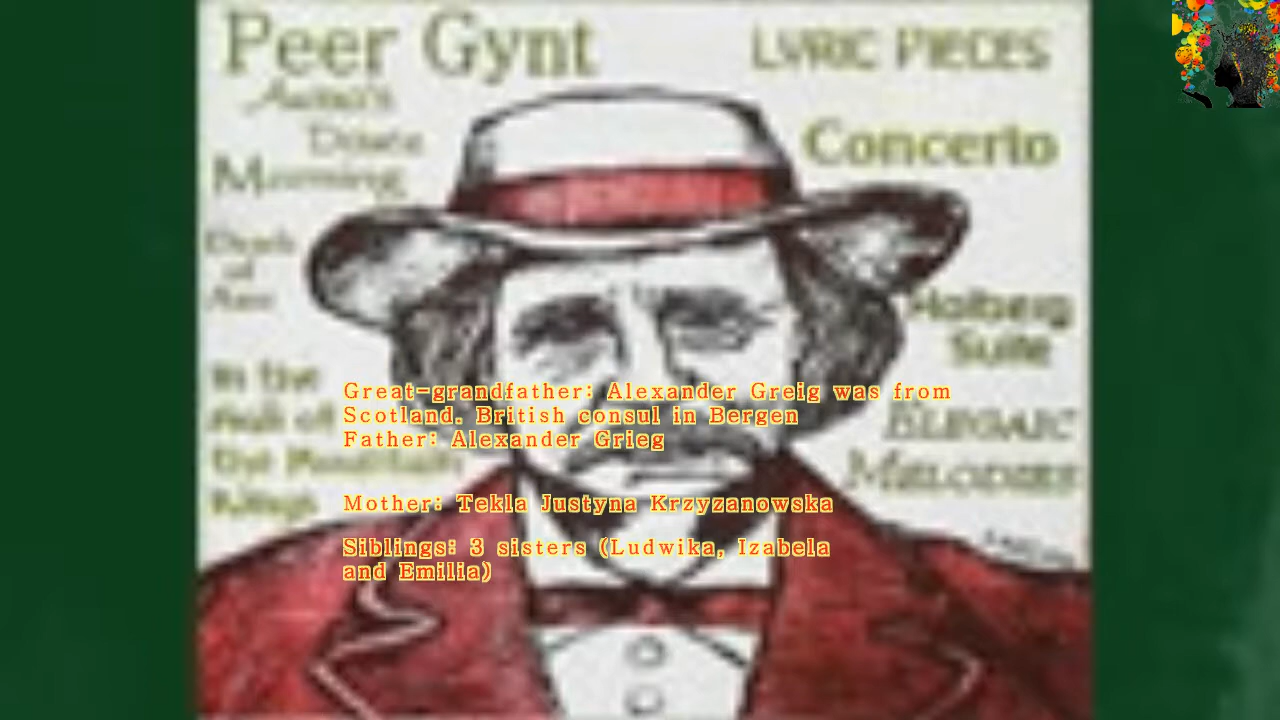 Peer Gynt
LYRIC PIECES
Anitra's
Dance
Concerto
Morning
Death
of
Aase
Holberg
Suite
In the
Hall of
the Mountain
Kings
ELEGAIC
MELODIES
Great-grandfather: Alexander Greig was from
Scotland. British consul in Bergen
Father: Alexander Grieg
Mother: Tekla Justyna Krzyzanowska
Siblings: 3 sisters (Ludwika, Izabela
and Emilia)